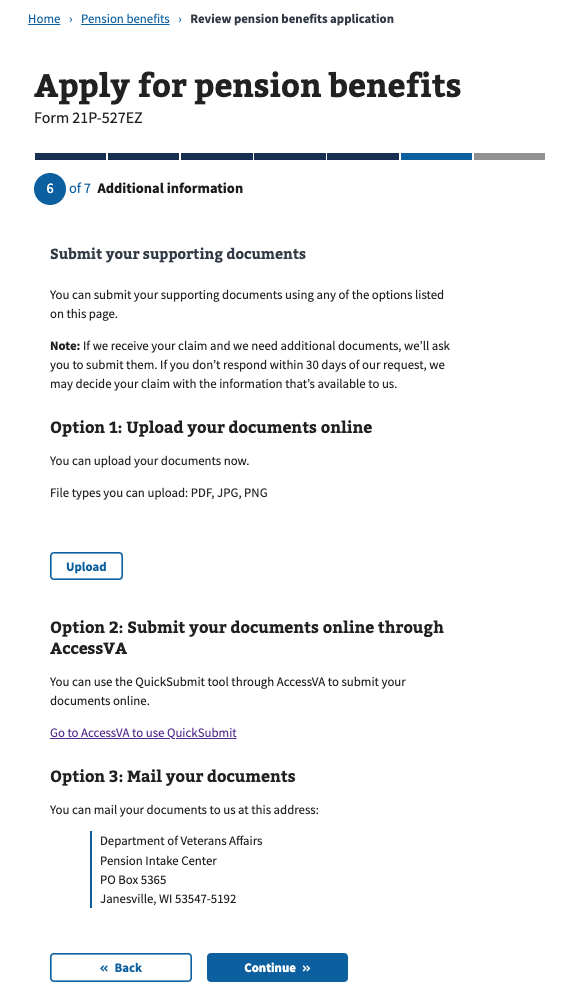 Home › Pension benefits › Review pension benefits application
Apply for pension benefits
Form 21P-527EZ
6 of 7 Additional information
Submit your supporting documents
You can submit your supporting documents using any of the options listed
on this page.
Note: If we receive your claim and we need additional documents, we’ll ask
you to submit them. If you don’t respond within 30 days of our request, we
may decide your claim with the information that’s available to us.
Option 1: Upload your documents online
You can upload your documents now.
File types you can upload: PDF, JPG, PNG
Upload
Option 2: Submit your documents online through
AccessVA
You can use the QuickSubmit tool through AccessVA to submit your
documents online.
Go to AccessVA to use QuickSubmit
Option 3: Mail your documents
You can mail your documents to us at this address:
Department of Veterans Affairs
Pension Intake Center
PO Box 5365
Janesville, WI 53547-5192
« Back Continue »